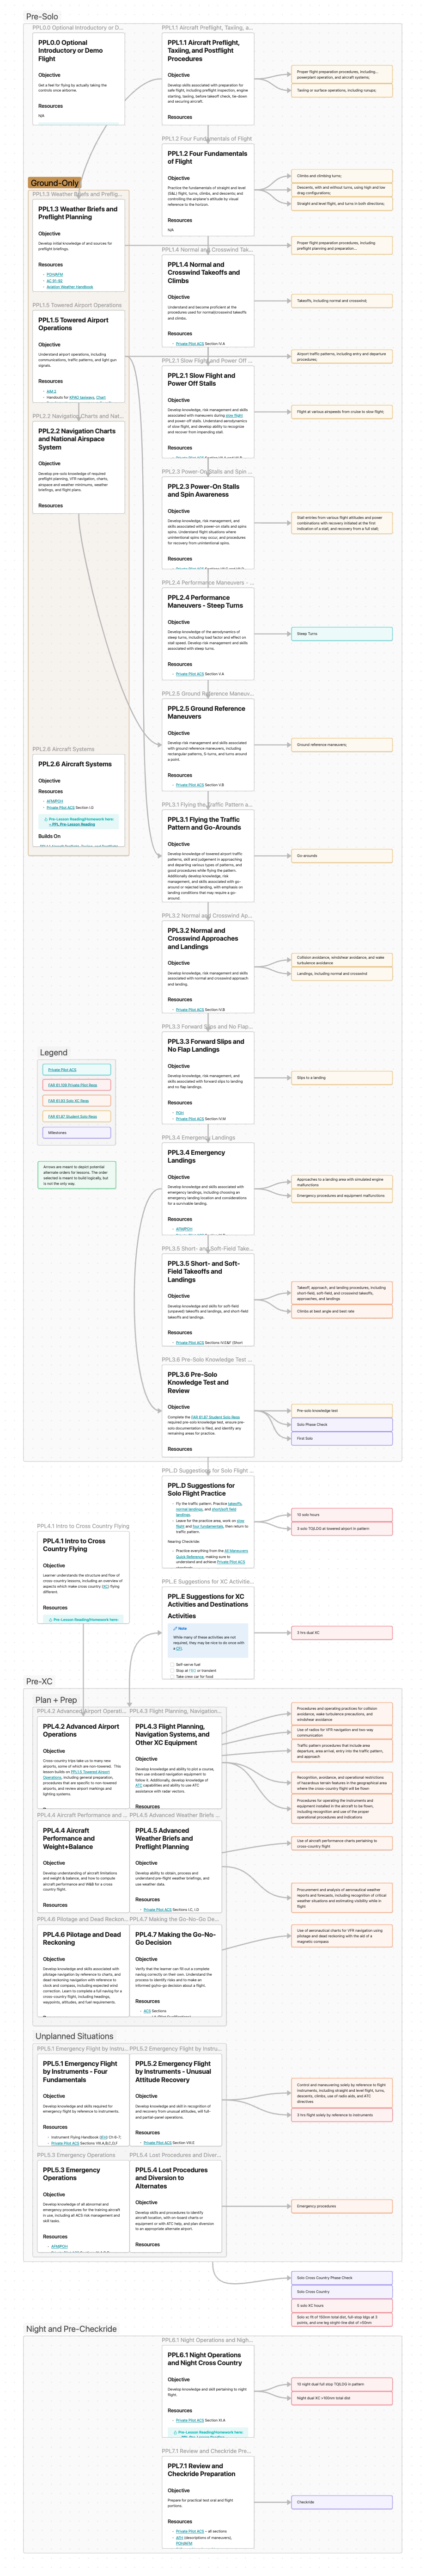 Pre-Solo
PPL0.0 Optional Introductory or D...
PPL0.0 Optional
Introductory or Demo
Flight
Objective
Get a feel for flying by actually taking the
controls once airborne.
Resources
N/A
PPL1.1 Aircraft Preflight, Taxiing, a...
PPL1.1 Aircraft Preflight,
Taxiing, and Postflight
Procedures
Objective
Develop skills associated with preparation for
safe flight, including preflight inspection, engine
starting, taxiing, before takeoff check, tie-down
and securing aircraft.
Resources
Proper flight preparation procedures, including...
powerplant operation, and aircraft systems;
Taxiing or surface operations, including runups;
PPL1.2 Four Fundamentals of Flight
PPL1.2 Four Fundamentals
of Flight
Objective
Practice the fundamentals of straight and level
(S&L) flight, turns, climbs, and descents, and
controlling the airplane's attitude by visual
reference to the horizon.
Resources
N/A
Climbs and climbing turns;
Descents, with and without turns, using high and low
drag configurations;
Straight and level flight, and turns in both directions;
Ground-Only
PPL1.3 Weather Briefs and Preflig...
PPL1.3 Weather Briefs and
Preflight Planning
Objective
Develop initial knowledge of and sources for
preflight briefings.
Resources
POH/AFM
AC 91-92
Aviation Weather Handbook
Proper flight preparation procedures, including
preflight planning and preparation...
PPL1.4 Normal and Crosswind Tak...
PPL1.4 Normal and
Crosswind Takeoffs and
Climbs
Objective
Understand and become proficient at the
procedures used for normal/crosswind takeoffs
and climbs.
Resources
Private Pilot ACS Section IV.A
Takeoffs, including normal and crosswind;
PPL1.5 Towered Airport Operations
PPL1.5 Towered Airport
Operations
Objective
Understand airport operations, including
communications, traffic patterns, and light gun
signals.
Resources
AIM 2
Airport traffic patterns, including entry and departure
procedures;
PPL2.1 Slow Flight and Power Off ...
PPL2.1 Slow Flight and
Power Off Stalls
Objective
Develop knowledge, risk management and skills
associated with maneuvers during slow flight
and power-off stalls. Understand aerodynamics
of slow flight, and develop ability to recognize
and recover from impending stall.
Resources
Flight at various airspeeds from cruise to slow flight;
PPL2.2 Navigation Charts and Nat...
PPL2.2 Navigation Charts
and National Airspace
System
Objective
Develop pre-solo knowledge of required
preflight planning, VFR navigation, charts,
airspace and weather minimums, weather
briefings, and flight plans.
Resources
PPL2.3 Power-On Stalls and Spin ...
PPL2.3 Power-On Stalls and
Spin Awareness
Objective
Develop knowledge, risk management, and skills
associated with power-on stalls and spin
spins. Understand flight situations where
unintentional spins may occur, and procedures
for recovery from unintentional spins.
Resources
Stall entries from various flight attitudes and power
combinations with recovery initiated at the first
indication of a stall, and recovery from a full stall;
PPL2.4 Performance Maneuvers - ...
PPL2.4 Performance
Maneuvers - Steep Turns
Objective
Develop knowledge of the aerodynamics of
steep turns, including load factor and effect on
stall speed. Develop risk mgmt and skills
associated with steep turns.
Resources
Private Pilot ACS Section V.A
Steep Turns
PPL2.5 Ground Reference Maneuv...
PPL2.5 Ground Reference
Maneuvers
Objective
Develop risk management and skills associated
with ground reference maneuvers, including
rectangular patterns, S-turns, and turns around
a point.
Resources
Private Pilot ACS Section V.B
Ground reference maneuvers;
PPL2.6 Aircraft Systems
PPL2.6 Aircraft Systems
Objective
Resources
AFM/POH
Private Pilot ACS Section I.G
Pre-Lesson Reading/Homework here:
PPL Pre-Lesson Reading
Builds On
PPL3.1 Flying the Traffic Pattern a...
PPL3.1 Flying the Traffic
Pattern and Go-Arounds
Objective
Develop knowledge of towered airport traffic
patterns, skill and judgement in approaching
and departing various types of patterns, and
good procedures while flying the pattern.
Additionally develop knowledge, risk
management, and skills associated with go-
around or rejected landing, with emphasis on
landing conditions that may require a go-
around.
Go-arounds
PPL3.2 Normal and Crosswind Ap...
PPL3.2 Normal and
Crosswind Approaches
and Landings
Objective
Develop knowledge, risk management and skills
associated with normal and crosswind approach
and landing.
Resources
Private Pilot ACS Section IV.B
Collision avoidance, windshear avoidance, and wake
turbulence avoidance
Landings, including normal and crosswind
PPL3.3 Forward Slips and No Flap...
PPL3.3 Forward Slips and No
Flap Landings
Objective
Develop knowledge, risk management, and
skills associated with forward slips to landing
and no flap landings.
Resources
POH
Private Pilot ACS Section IV.M
Slips to a landing
Legend
Private Pilot ACS
FAR 61.109 Private Pilot Reqs
FAR 61.93 Solo XC Reqs
FAR 61.87 Student Solo Reqs
Milestones
Arrows are meant to depict potential
alternate orders for lessons. The order
selected is meant to build logically, but
is not the only way.
PPL3.4 Emergency Landings
PPL3.4 Emergency
Landings
Objective
Develop knowledge and skills associated with
emergency landings, including choosing an
emergency landing location and considerations
for a survivable landing.
Resources
AFM/POH
Approaches to a landing area with simulated engine
malfunctions
Emergency procedures and equipment malfunctions
PPL3.5 Short- and Soft-Field Take...
PPL3.5 Short- and Soft-
Field Takeoffs and
Landings
Objective
Develop knowledge and skills for soft-field
(unpaved) takeoffs and landings, and short-field
takeoffs and landings.
Resources
Takeoff, approach, and landing procedures, including
short-field, soft-field, and crosswind takeoffs,
approaches, and landings
Climbs at best angle and best rate
PPL3.6 Pre-Solo Knowledge Test ...
PPL3.6 Pre-Solo
Knowledge Test and
Review
Objective
Complete the FAR 61.87 Student Solo Reqs
required pre-solo knowledge test, ensure pre-
solo documentation is filed, and identify any
remaining areas for practice.
Resources
Pre-solo knowledge test
Solo Phase Check
First Solo
PPL.D Suggestions for Solo Flight ...
PPL.D Suggestions for
Solo Flight Practice
Fly the traffic pattern. Practice takeoffs,
normal landings, and short/soft field
landings.
Leave for the practice area, work on slow
flight and four fundamentals, then return to
traffic pattern.
Nearing Checkride:
Practice everything from the All Maneuvers
Quick Reference, making sure to
understand and achieve Private Pilot ACS
10 solo hours
3 solo TO/LDG at towered airport in pattern
PPL4.1 Intro to Cross Country Flying
PPL4.1 Intro to Cross
Country Flying
Objective
Learner understands the structure and flow of
cross country lessons, including an overview of
aspects which make cross country (XC) flying
different.
Pre-Lesson Reading/Homework here:
PPL.E Suggestions for XC Activitie...
PPL.E Suggestions for XC
Activities and Destinations
Activities
Note
While many of these activities are not
required, they may be nice to do once with
a CFI.
Self-serve fuel
Stop at FBO or transient
Take crew car for food
3 hrs dual XC
Pre-XC
Plan + Prep
PPL4.2 Advanced Airport Operati...
PPL4.2 Advanced Airport
Operations
Objective
Cross country trips take us to many new
airports, some of which are non-towered. This
lesson builds on PPL1.5 Towered Airport
Operations, including general preparation,
procedures that are specific to non-towered
airports, and review airport markings and
lighting systems.
PPL4.3 Flight Planning, Navigation...
PPL4.3 Flight Planning,
Navigation Systems, and
Other XC Equipment
Objective
Develop knowledge and ability to plot a course,
and use onboard navigation equipment to
follow it. Additionally, develop knowledge of
ATC capabilities and ability to use ATC
assistance with radar vectors.
Resources
Procedures and operating practices for collision
avoidance, wake turbulence precautions, and
windshear avoidance
Use of radios for VFR navigation and two-way
communication
Traffic pattern procedures that include area
departure, area arrival, entry into the traffic pattern,
and approach
Recognition, avoidance, and operational restrictions
of hazardous terrain features in the geographical area
where the cross-country flight will be flown
Procedures for operating the instruments and
equipment installed in the aircraft to be flown,
including recognition and use of the proper
operational procedures and indications
PPL4.4 Aircraft Performance and ...
PPL4.4 Aircraft
Performance and
Weight+Balance
Objective
Develop understanding of aircraft limitations
and weight & balance, and how to compute
aircraft performance and W&B for a cross
country flight.
PPL4.5 Advanced Weather Briefs ...
PPL4.5 Advanced
Weather Briefs and
Preflight Planning
Objective
Develop ability to obtain, process and
understand pre-flight weather briefings,
and use weather data.
Resources
Private Pilot ACS Sections I.C, I.D
Use of aircraft performance charts pertaining to
cross-country flight
Procurement and analysis of aeronautical weather
reports and forecasts, including recognition of critical
weather situations and estimating visibility while in
flight
PPL4.6 Pilotage and Dead Reckon...
PPL4.6 Pilotage and Dead
Reckoning
Objective
Develop knowledge and skills associated with
pilotage navigation by reference to charts, and
dead reckoning navigation with reference to
clock and compass, including expected
compass error. Learn to complete a full navlog for a
cross country flight, including headings,
waypoints, altitudes, and fuel requirements.
PPL4.7 Making the Go-No-Go De...
PPL4.7 Making the Go-No-
Go Decision
Objective
Verify that the learner can fill out a complete
navlog correctly on their own. Understand the
process to identify risks and to make an
informed go/no-go decision about a flight.
Resources
ACS Sections
Use of aeronautical charts for VFR navigation using
pilotage and dead reckoning with the aid of a
magnetic compass
Unplanned Situations
PPL5.1 Emergency Flight by Instru...
PPL5.1 Emergency Flight
by Instruments - Four
Fundamentals
Objective
Develop knowledge and skills required for
emergency flight by reference to instruments.
Resources
Instrument Flying Handbook (IFH) CH 6-7;
Private Pilot ACS Sections VIII.A,B,C,D,F
PPL5.2 Emergency Flight by Instru...
PPL5.2 Emergency Flight
by Instruments - Unusual
Attitude Recovery
Objective
Develop knowledge and skill in recognition of
and recovery from unusual attitudes, will full-
and partial-panel operations.
Resources
Private Pilot ACS Section VIII.E
Control and maneuvering solely by reference to flight
instruments, including straight and level flight, turns,
descents, climbs, use of radio aids, and ATC
directives
3 hrs flight solely by reference to instruments
PPL5.3 Emergency Operations
PPL5.3 Emergency
Operations
Objective
Develop knowledge of all abnormal and
emergency procedures for the training aircraft
in use, including all ACS risk management and
skill tasks.
Resources
AFM/POH
PPL5.4 Lost Procedures and Diver...
PPL5.4 Lost Procedures
and Diversion to
Alternates
Objective
Develop skills and procedures to identify
aircraft location, with on-board charts or
equipment or with ATC help, and plan diversion
to an appropriate alternate airport.
Resources
Emergency procedures
Solo Cross Country Phase Check
Solo Cross Country
5 solo XC hours
Solo XC flt of 150nm total dist, full-stop ldgs at 3
points, and one leg straight-line dist of >50nm
Night and Pre-Checkride
PPL6.1 Night Operations and Nigh...
PPL6.1 Night Operations
and Night Cross Country
Objective
Develop knowledge and skill pertaining to night
flight.
Resources
Private Pilot ACS Section XI.A
Pre-Lesson Reading/Homework here:
10 night dual full stop TO/LDG in pattern
Night dual XC >100nm total dist
PPL7.1 Review and Checkride Pre...
PPL7.1 Review and
Checkride Preparation
Objective
Prepare for practical test oral and flight
portions.
Resources
Private Pilot ACS – all sections
AFH (descriptions of maneuvers),
POH/AFM
Checkride